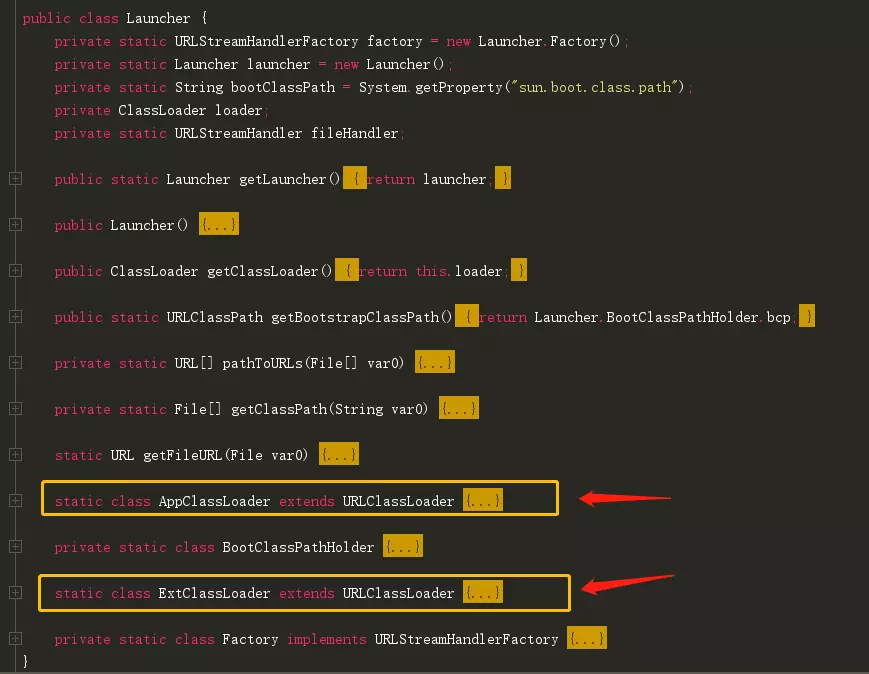 public class Launcher {
private static URLStreamHandlerFactory factory = new Launcher.Factory();
private static Launcher launcher = new Launcher();
private static String bootClassPath = System.getProperty("sun.boot.class.path");
private ClassLoader loader;
private static URLStreamHandler fileHandler;
public static Launcher getLauncher() { return launcher; }
public Launcher() {...}
public ClassLoader getClassLoader() { return this.loader; }
public static URLClassPath getBootstrapClassPath() { return Launcher.BootClassPathHolder.bcp; }
private static URL[] pathToURLs(File[] var0) {...}
private static File[] getClassPath(String var0) {...}
static URL getFileURL(File var0) {...}
static class AppClassLoader extends URLClassLoader {...}
private static class BootClassPathHolder {...}
static class ExtClassLoader extends URLClassLoader {...}
private static class Factory implements URLStreamHandlerFactory {...}
}